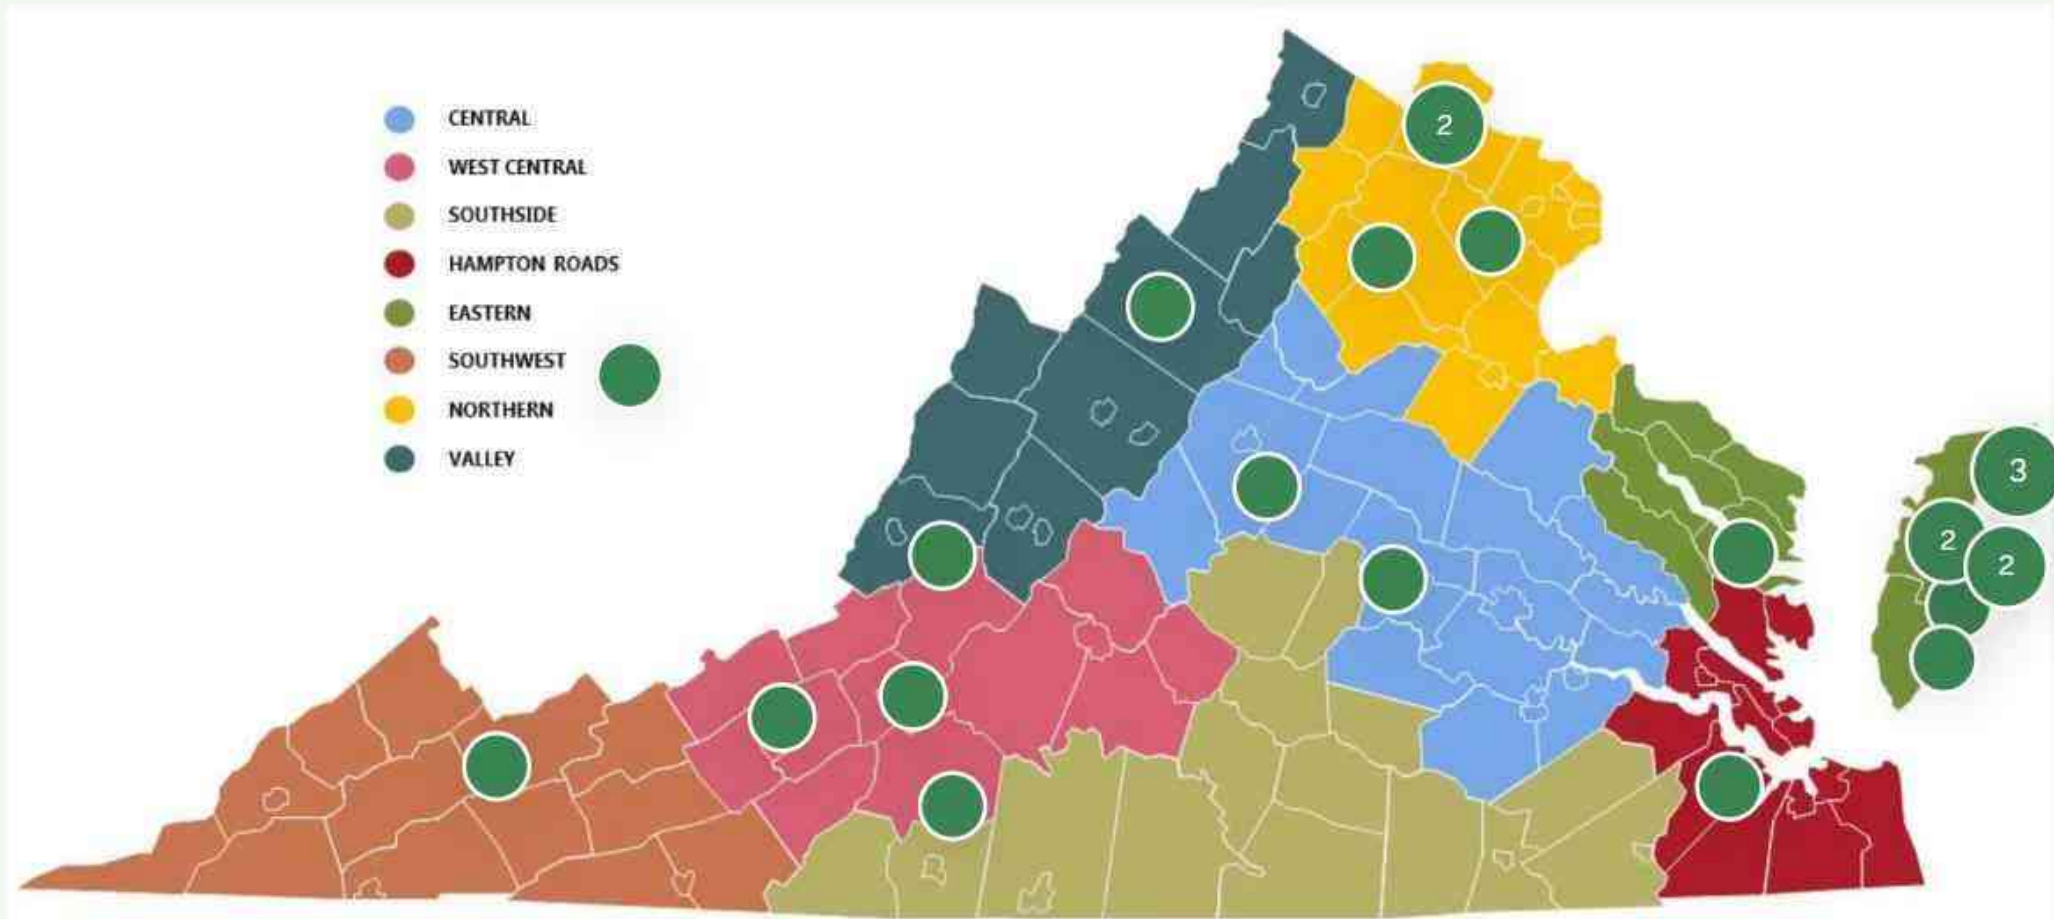 CENTRAL
WEST CENTRAL
SOUTHSIDE
HAMPTON ROADS
EASTERN
SOUTHWEST
NORTHERN
VALLEY
2
3
2
2